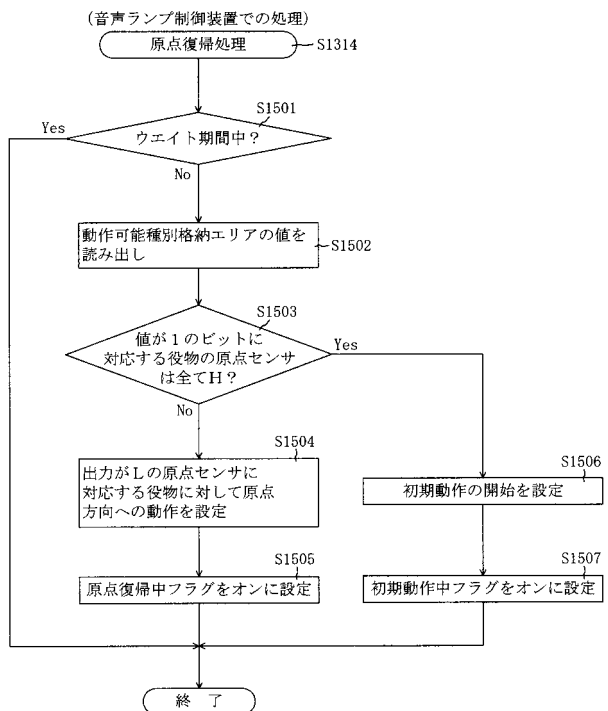 (音声ランプ制御装置での処理)
原点復帰処理
S1314
S1501
Yes
ウエイト期間中?
No
動作可能種別格納エリアの値を
読み出し
S1502
S1503
値が1のビットに
対応する役物の原点センサ
は全てH?
Yes
No
S1504
出力がLの原点センサに
対応する役物に対して原点
方向への動作を設定
S1506
初期動作の開始を設定
S1505
原点復帰中フラグをオンに設定
S1507
初期動作中フラグをオンに設定
終 了